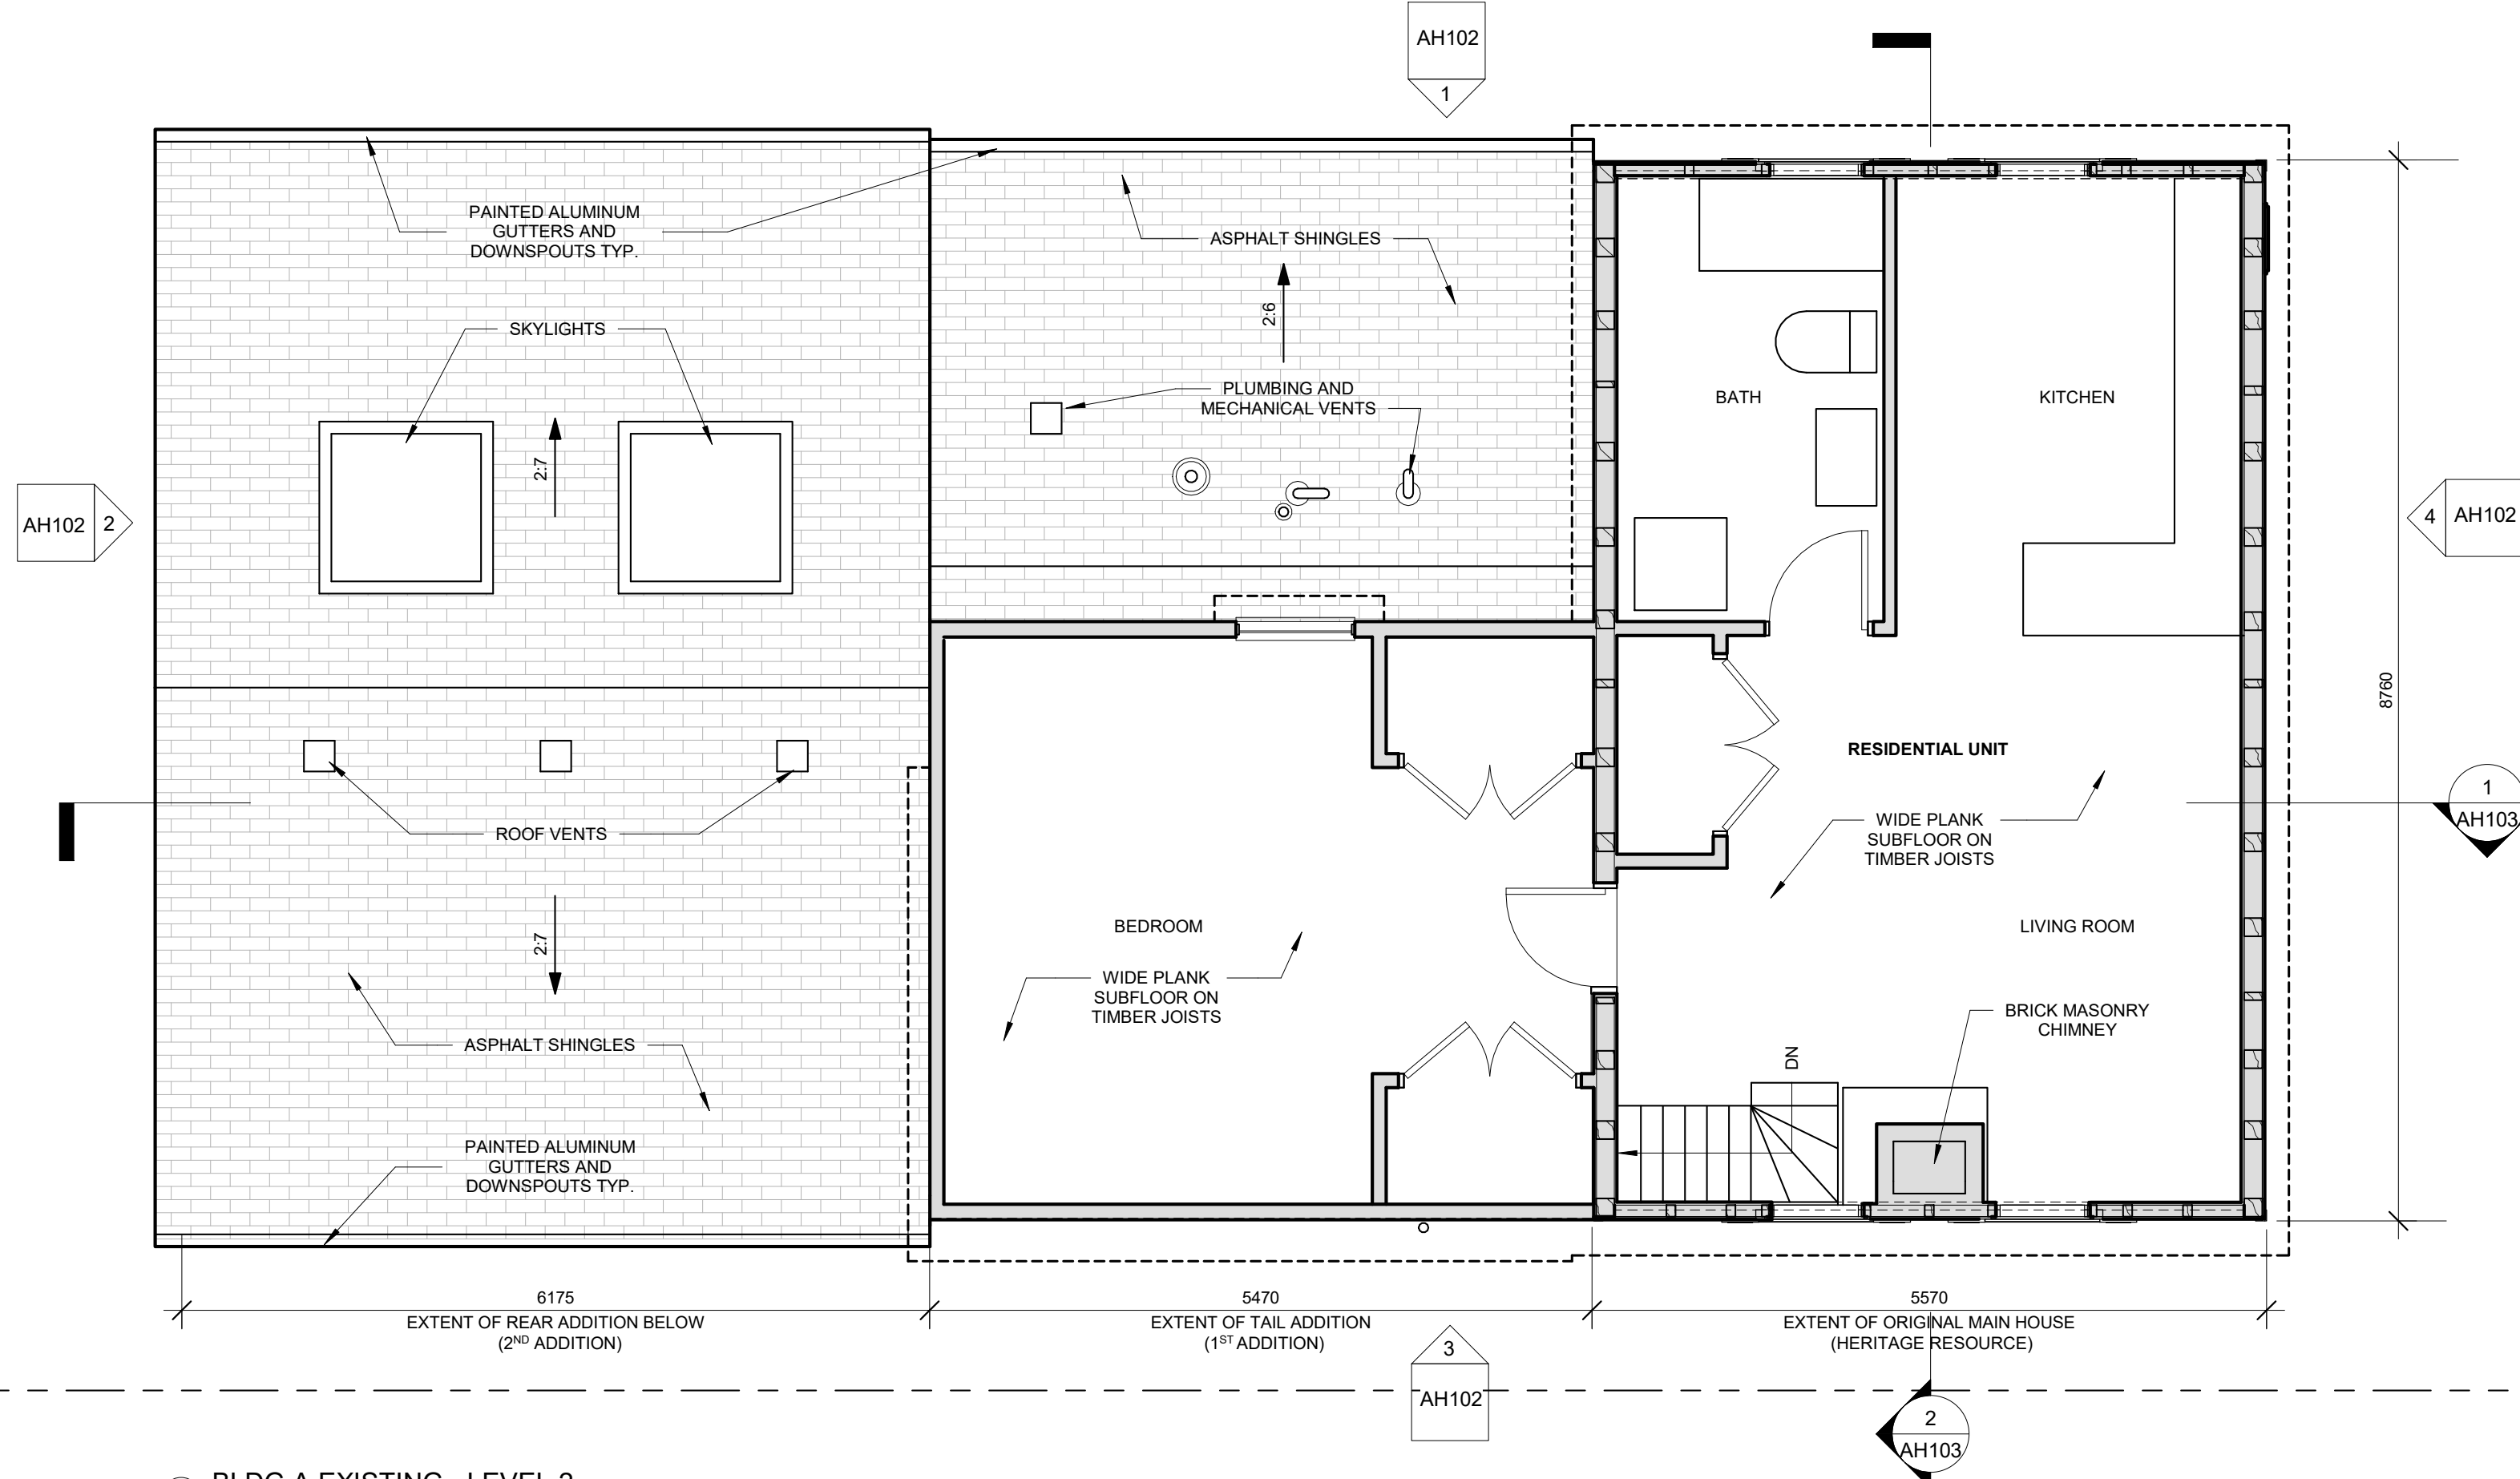 AH102
1
PAINTED ALUMINUM
GUTTERS AND
DOWNSPOUTS TYP.
ASPHALT SHINGLES
2:6
SKYLIGHTS
PLUMBING AND
MECHANICAL VENTS
BATH
KITCHEN
2:7
AH102 2
4 AH102
8760
RESIDENTIAL UNIT
ROOF VENTS
WIDE PLANK
SUBFLOOR ON
TIMBER JOISTS
1
AH103
2:7
BEDROOM
LIVING ROOM
WIDE PLANK
SUBFLOOR ON
TIMBER JOISTS
BRICK MASONRY
CHIMNEY
ASPHALT SHINGLES
DN
PAINTED ALUMINUM
GUTTERS AND
DOWNSPOUTS TYP.
6175
EXTENT OF REAR ADDITION BELOW
(2ND ADDITION)
5470
EXTENT OF TAIL ADDITION
(1ST ADDITION)
5570
EXTENT OF ORIGINAL MAIN HOUSE
(HERITAGE RESOURCE)
3
AH102
2
AH103
BLDG A EXISTING - LEVEL 2